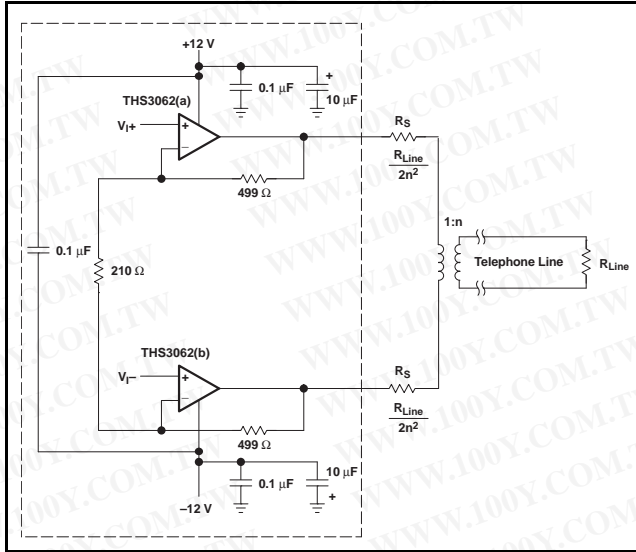 +12 V
0.1 μF
+
10 μF
THS3062(a)
VI+
+
−
499 Ω
RS
RLine
2n²
1:n
Telephone Line
RLine
0.1 μF
210 Ω
THS3062(b)
VI−
+
−
499 Ω
RS
RLine
2n²
0.1 μF
10 μF
+
−12 V
WWW.100Y.COM.TW